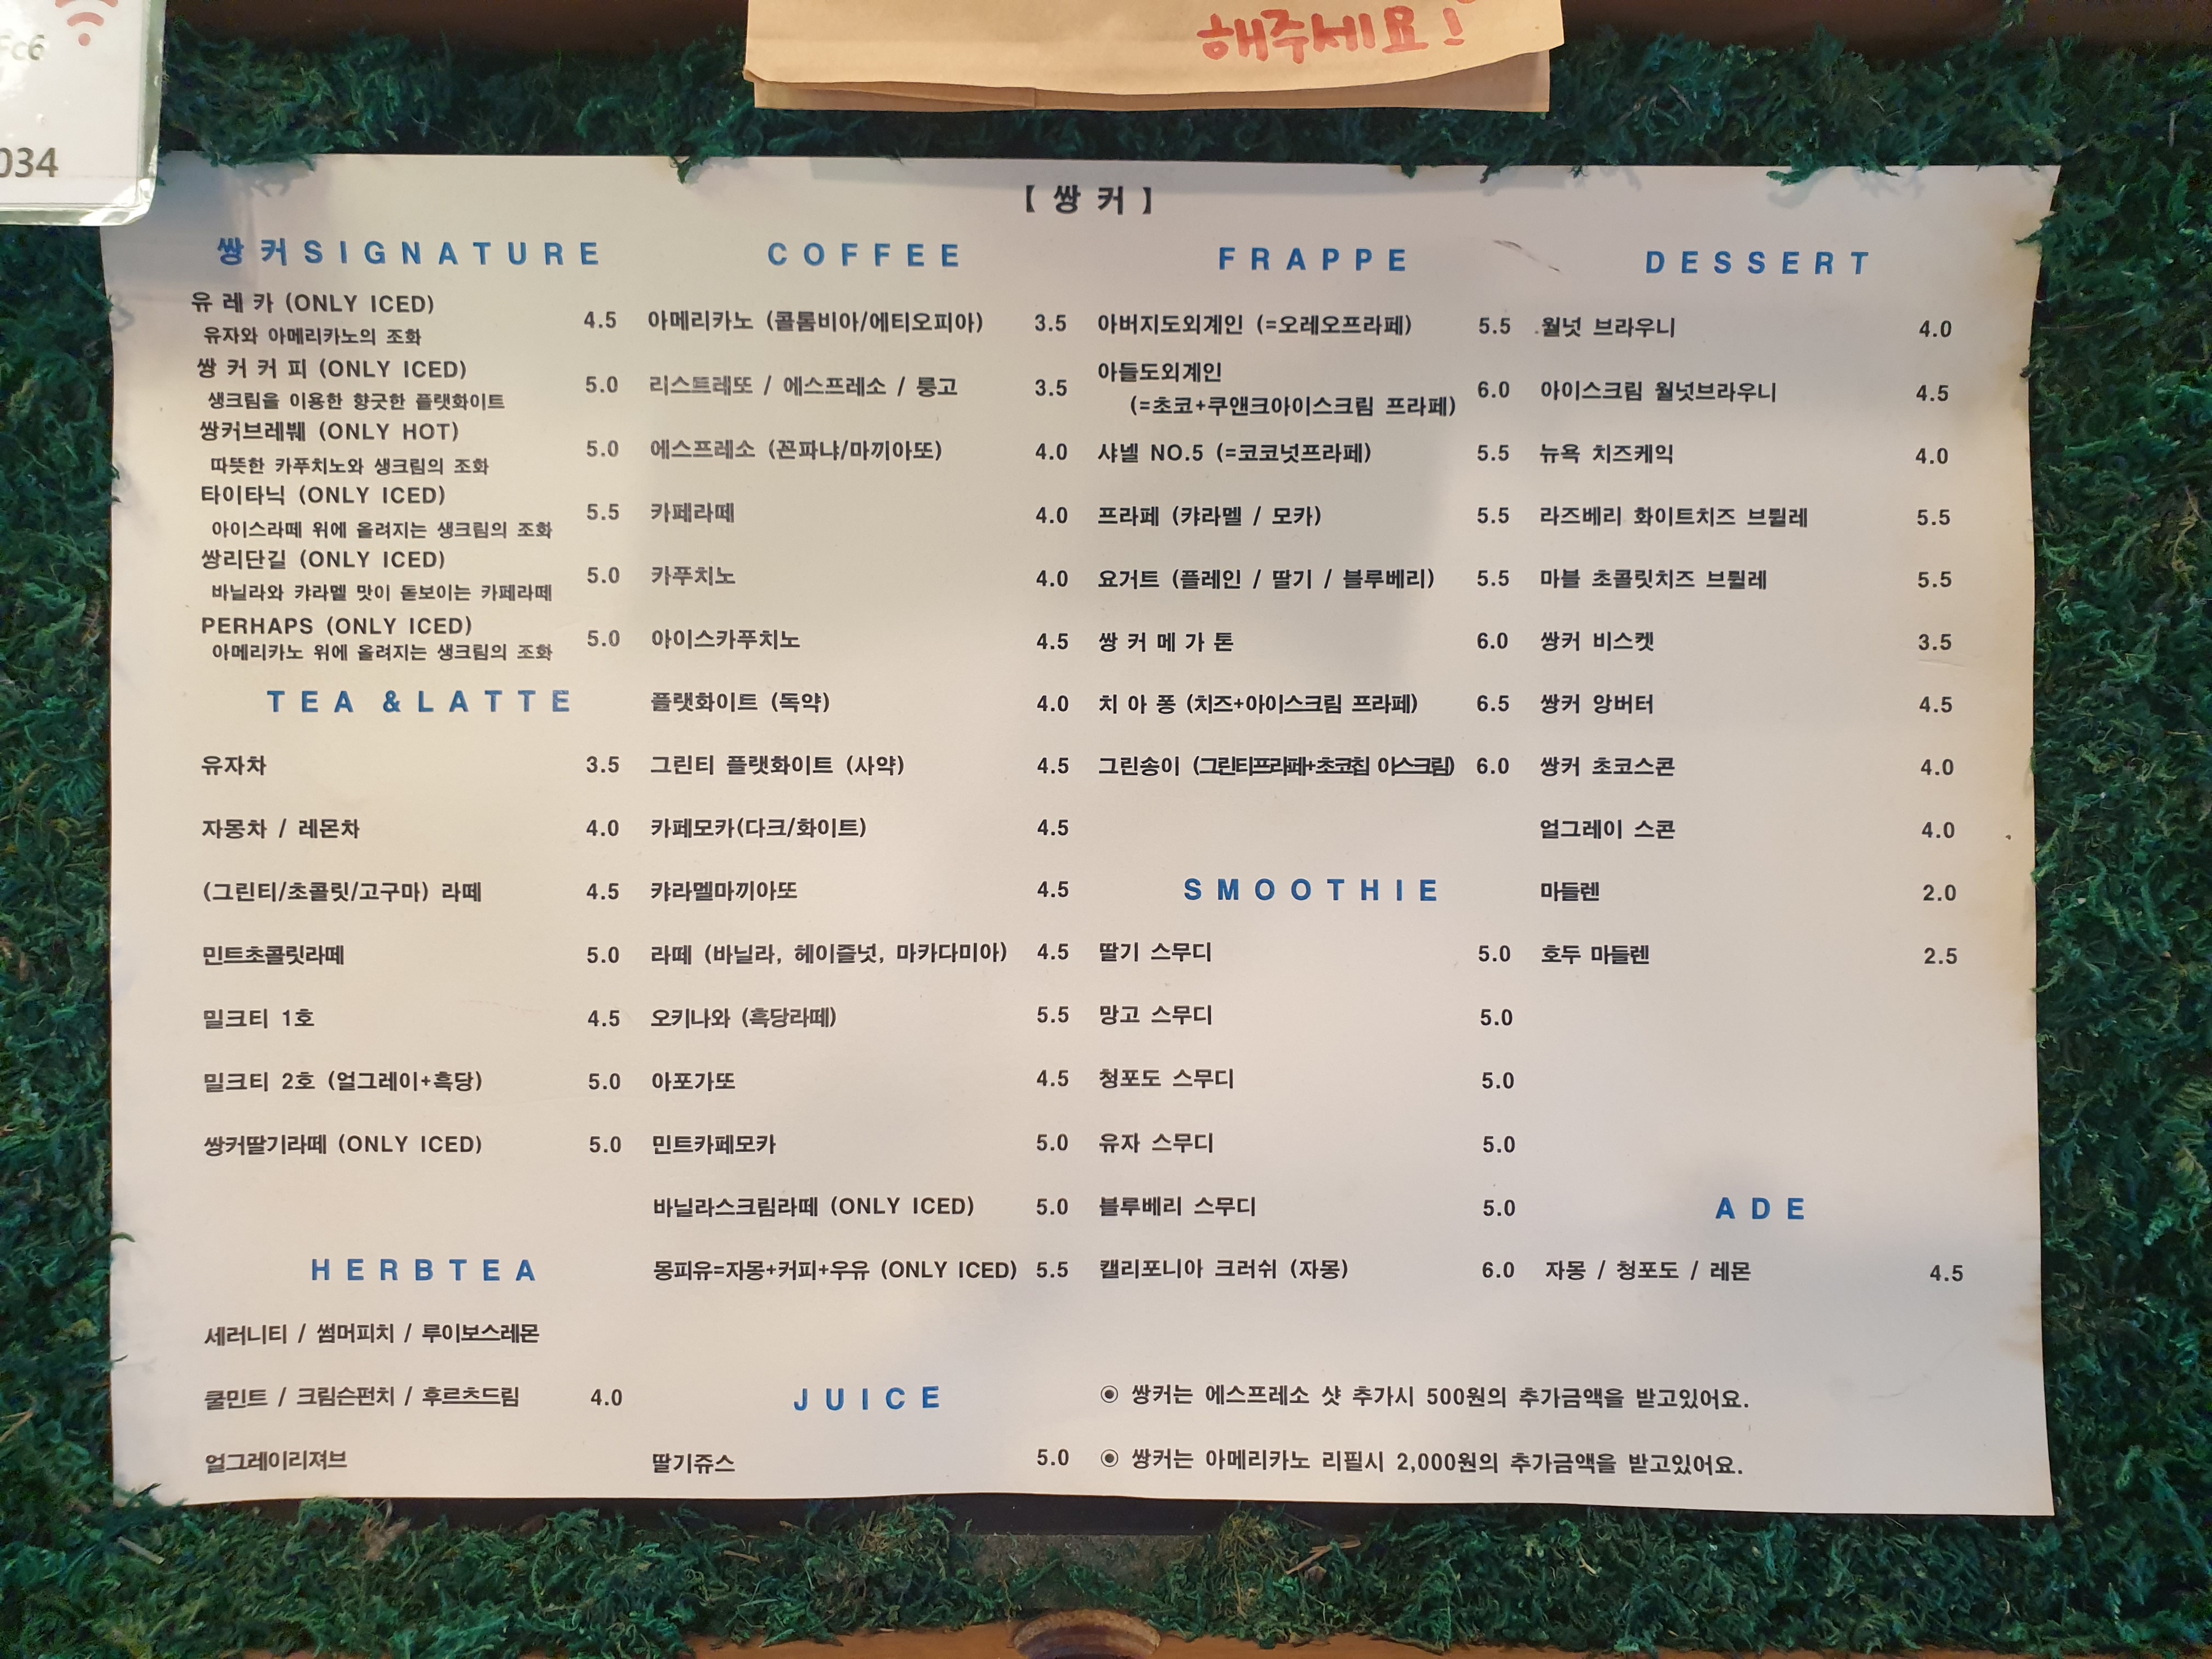 Fc6
034
해주세요!
【 쌍 커 】
쌍 커 S I G N A T U R E
유 레 카 (ONLY ICED)
유자와 아메리카노의 조화 4.5
쌍 커 커 피 (ONLY ICED)
생크림을 이용한 향긋한 플랫화이트 5.0
쌍커브레붸 (ONLY HOT)
따뜻한 카푸치노와 생크림의 조화 5.0
타이타닉 (ONLY ICED)
아이스라떼 위에 올려지는 생크림의 조화 5.5
쌍리단길 (ONLY ICED)
바닐라와 캬라멜 맛이 돋보이는 카페라떼 5.0
PERHAPS (ONLY ICED)
아메리카노 위에 올려지는 생크림의 조화 5.0
T E A & L A T T E
유자차 3.5
자몽차 / 레몬차 4.0
(그린티/초콜릿/고구마) 라떼 4.5
민트초콜릿라떼 5.0
밀크티 1호 4.5
밀크티 2호 (얼그레이+흑당) 5.0
쌍커딸기라떼 (ONLY ICED) 5.0
H E R B T E A
세러니티 / 썸머피치 / 루이보스레몬
쿨민트 / 크림슨펀치 / 후르츠드림 4.0
얼그레이리져브
C O F F E E
아메리카노 (콜롬비아/에티오피아) 3.5
리스트레또 / 에스프레소 / 룽고 3.5
에스프레소 (꼰파냐/마끼아또) 4.0
카페라떼 4.0
카푸치노 4.0
아이스카푸치노 4.5
플랫화이트 (독약) 4.0
그린티 플랫화이트 (사약) 4.5
카페모카(다크/화이트) 4.5
캬라멜마끼아또 4.5
라떼 (바닐라, 헤이즐넛, 마카다미아) 4.5
오키나와 (흑당라떼) 5.5
아포가또 4.5
민트카페모카 5.0
바닐라스크림라떼 (ONLY ICED) 5.0
몽피유=자몽+커피+우유 (ONLY ICED) 5.5
J U I C E
딸기쥬스 5.0
F R A P P E
아버지도외계인 (=오레오프라페) 5.5
아들도외계인
(=초코+쿠앤크아이스크림 프라페) 6.0
샤넬 NO.5 (=코코넛프라페) 5.5
프라페 (캬라멜 / 모카) 5.5
요거트 (플레인 / 딸기 / 블루베리) 5.5
쌍 커 메 가 톤 6.0
치 아 퐁 (치즈+아이스크림 프라페) 6.5
그린송이 (그린티프라페+초코칩 아스크림) 6.0
S M O O T H I E
딸기 스무디 5.0
망고 스무디 5.0
청포도 스무디 5.0
유자 스무디 5.0
블루베리 스무디 5.0
캘리포니아 크러쉬 (자몽) 6.0
D E S S E R T
월넛 브라우니 4.0
아이스크림 월넛브라우니 4.5
뉴욕 치즈케익 4.0
라즈베리 화이트치즈 브륄레 5.5
마블 초콜릿치즈 브륄레 5.5
쌍커 비스켓 3.5
쌍커 앙버터 4.5
쌍커 초코스콘 4.0
얼그레이 스콘 4.0
마들렌 2.0
호두 마들렌 2.5
A D E
자몽 / 청포도 / 레몬 4.5
◉ 쌍커는 에스프레소 샷 추가시 500원의 추가금액을 받고있어요.
◉ 쌍커는 아메리카노 리필시 2,000원의 추가금액을 받고있어요.